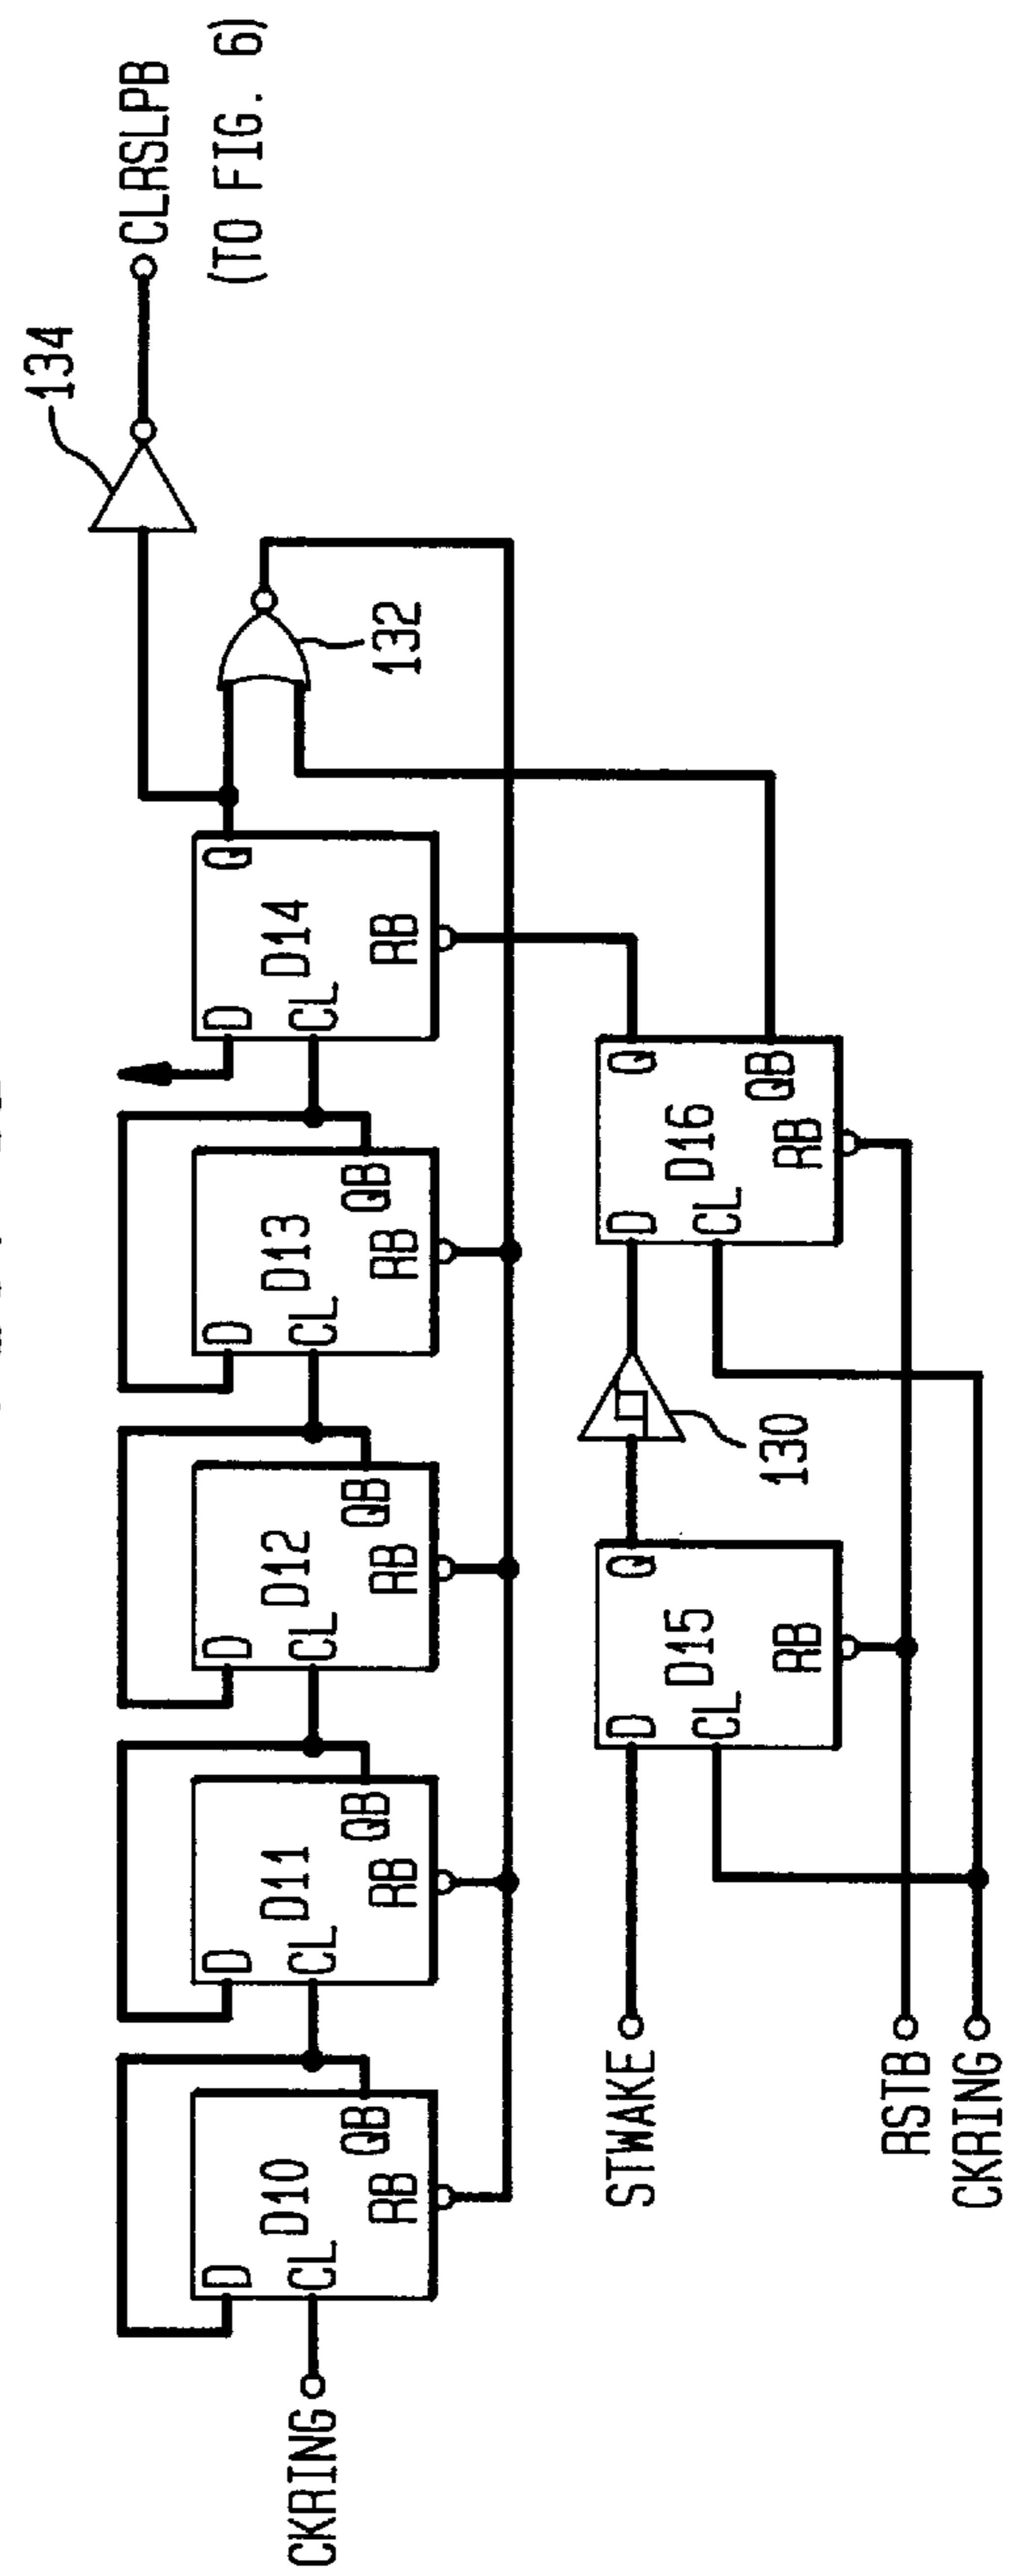 134
CLRSLPB
(TO FIG. 6)
132
D
CL
D10
QB
RB
D
CL
D11
QB
RB
D
CL
D12
QB
RB
D
CL
D13
QB
RB
D
CL
D14
Q
RB
CKRING
130
D
CL
D15
Q
RB
D
CL
D16
Q
QB
RB
STWAKE
RSTB
CKRING